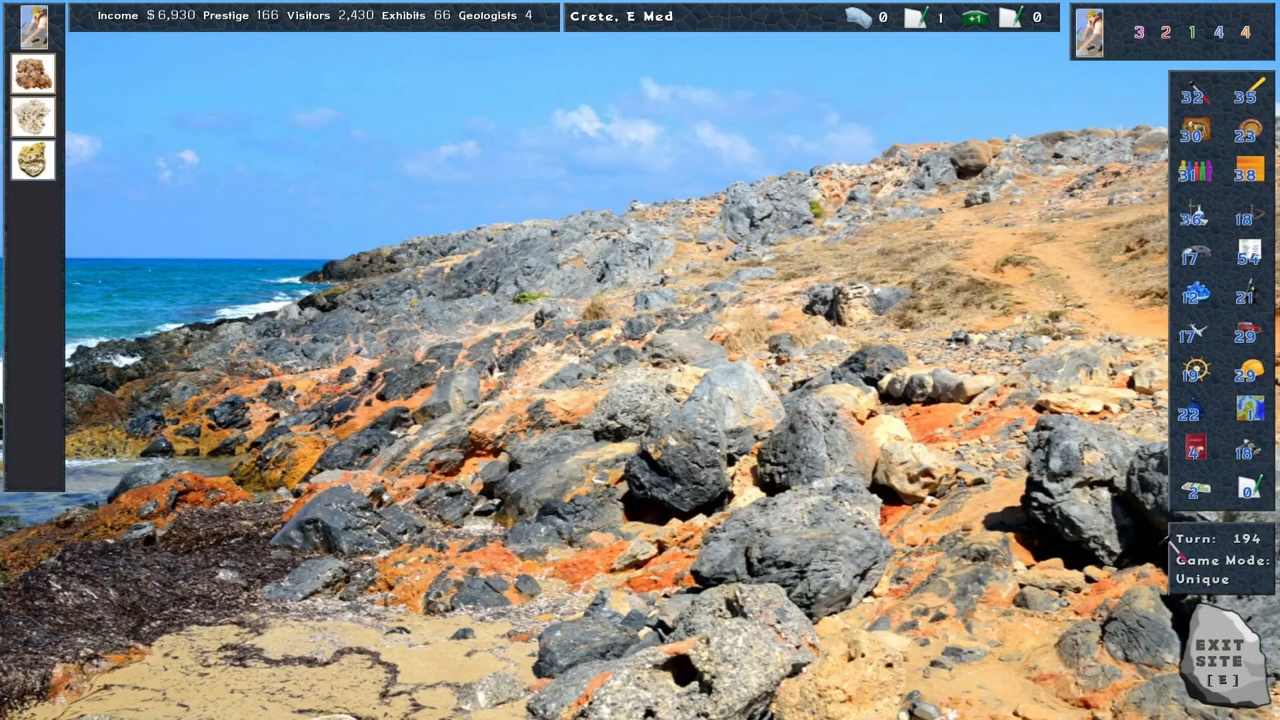 Income $6,930 Prestige 166 Visitors 2,430 Exhibits 66 Geologists 4
Crete, E Med
0 1 +1 0
3 2 1 4 4
32 35
30 23
31 38
36 18
17 54
12 21
17 29
19 29
22
4 18
2 0
Turn: 194
Game Mode:
Unique
EXIT
SITE
[E]